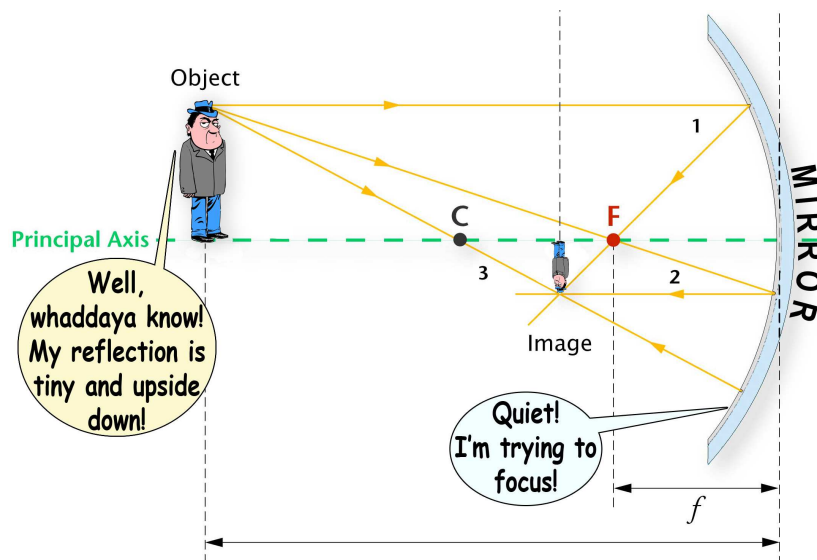 Object
1
MIRROR
C
F
Principal Axis
3
2
Well,
whaddaya know!
My reflection is
tiny and upside
down!
Image
Quiet!
I'm trying to
focus!
f